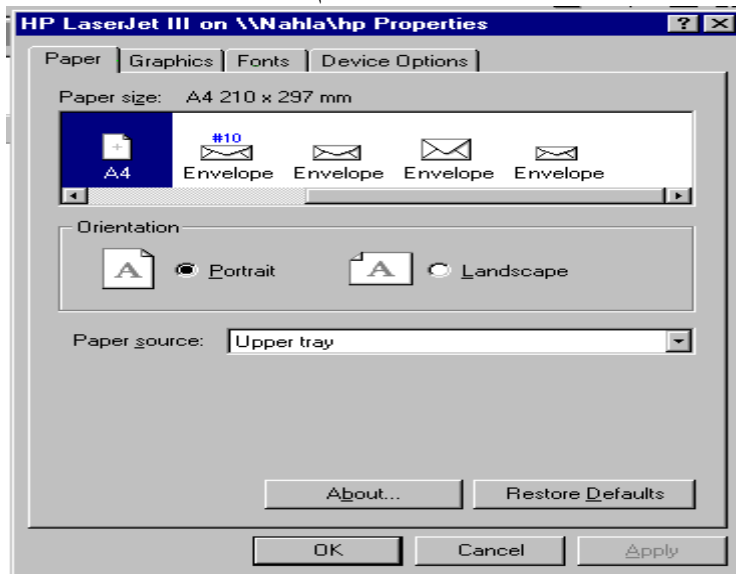 HP LaserJet III on \\Nahla\hp Properties
Paper Graphics Fonts Device Options
Paper size: A4 210 x 297 mm
#10
A4 Envelope Envelope Envelope Envelope
Orientation
A Portrait A Landscape
Paper source: Upper tray
About... Restore Defaults
OK Cancel Apply